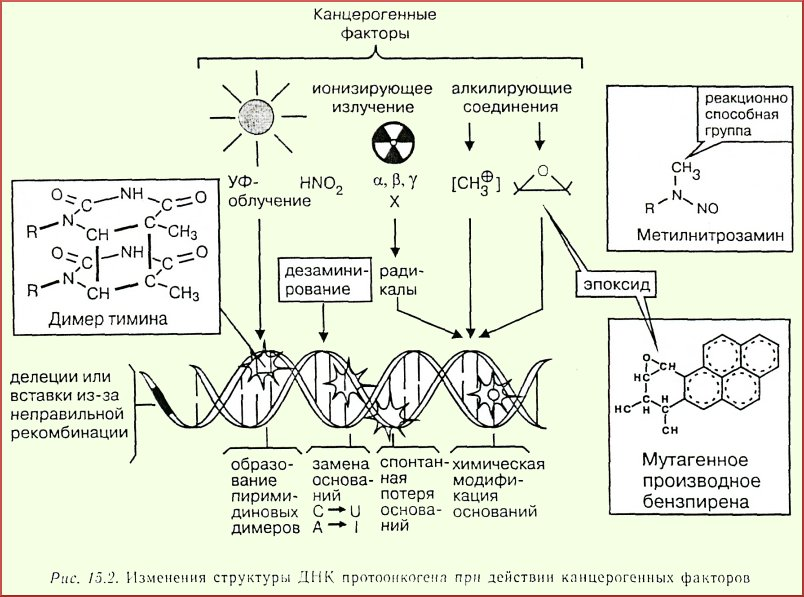 Канцерогенные
факторы
ионизирующее
излучение
алкилирующие
соединения
реакционно
способная
группа
CH₃
N
R
NO
Метилнитрозамин
УФ-
облучение
HNO₂
α, β, γ
X
[CH₃⊕]
O
O
C
NH
C
O
N
C
R
CH
CH₃
O
C
NH
C
O
N
C
R
CH
CH₃
Димер тимина
дезамини-
рование
ради-
калы
эпоксид
O
CH
HC
HC
H
C
HC
CH
Мутагенное
производное
бензпирена
делеции или
вставки из-за
неправильной
рекомбинации
образо-
вание
пирими-
диновых
димеров
замена
основа-
ний
C → U
A → I
спонтан-
ная
потеря
основа-
ний
химическая
модифи-
кация
оснований
Рис. 15.2. Изменения структуры ДНК протоонкогена при действии канцерогенных факторов